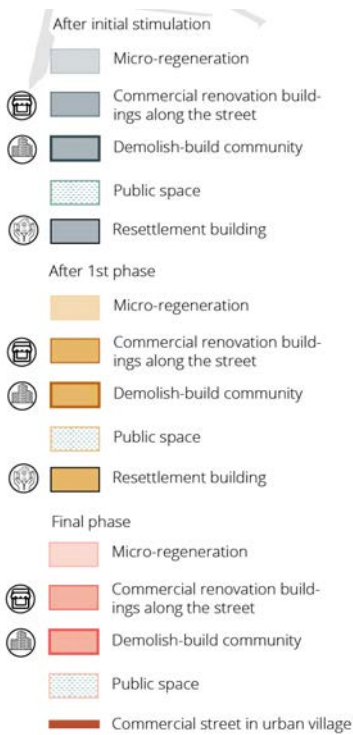 After initial stimulation
Micro-regeneration
Commercial renovation build-
ings along the street
Demolish-build community
Public space
Resettlement building
After 1st phase
Micro-regeneration
Commercial renovation build-
ings along the street
Demolish-build community
Public space
Resettlement building
Final phase
Micro-regeneration
Commercial renovation build-
ings along the street
Demolish-build community
Public space
Commercial street in urban village